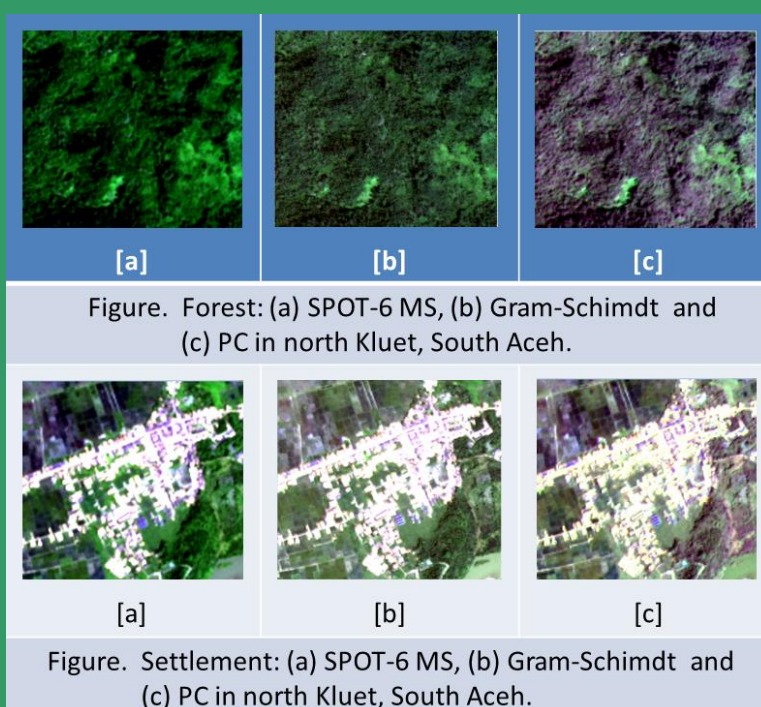 [a] [b] [c]
Figure. Forest: (a) SPOT-6 MS, (b) Gram-Schimdt and
(c) PC in north Kluet, South Aceh.
[a] [b] [c]
Figure. Settlement: (a) SPOT-6 MS, (b) Gram-Schimdt and
(c) PC in north Kluet, South Aceh.